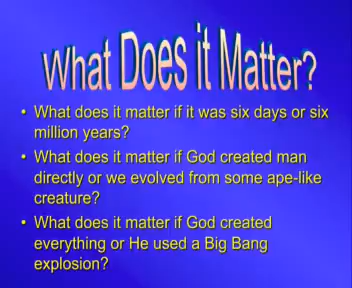 What Does it Matter?
• What does it matter if it was six days or six
million years?
• What does it matter if God created man
directly or we evolved from some ape-like
creature?
• What does it matter if God created
everything or He used a Big Bang
explosion?